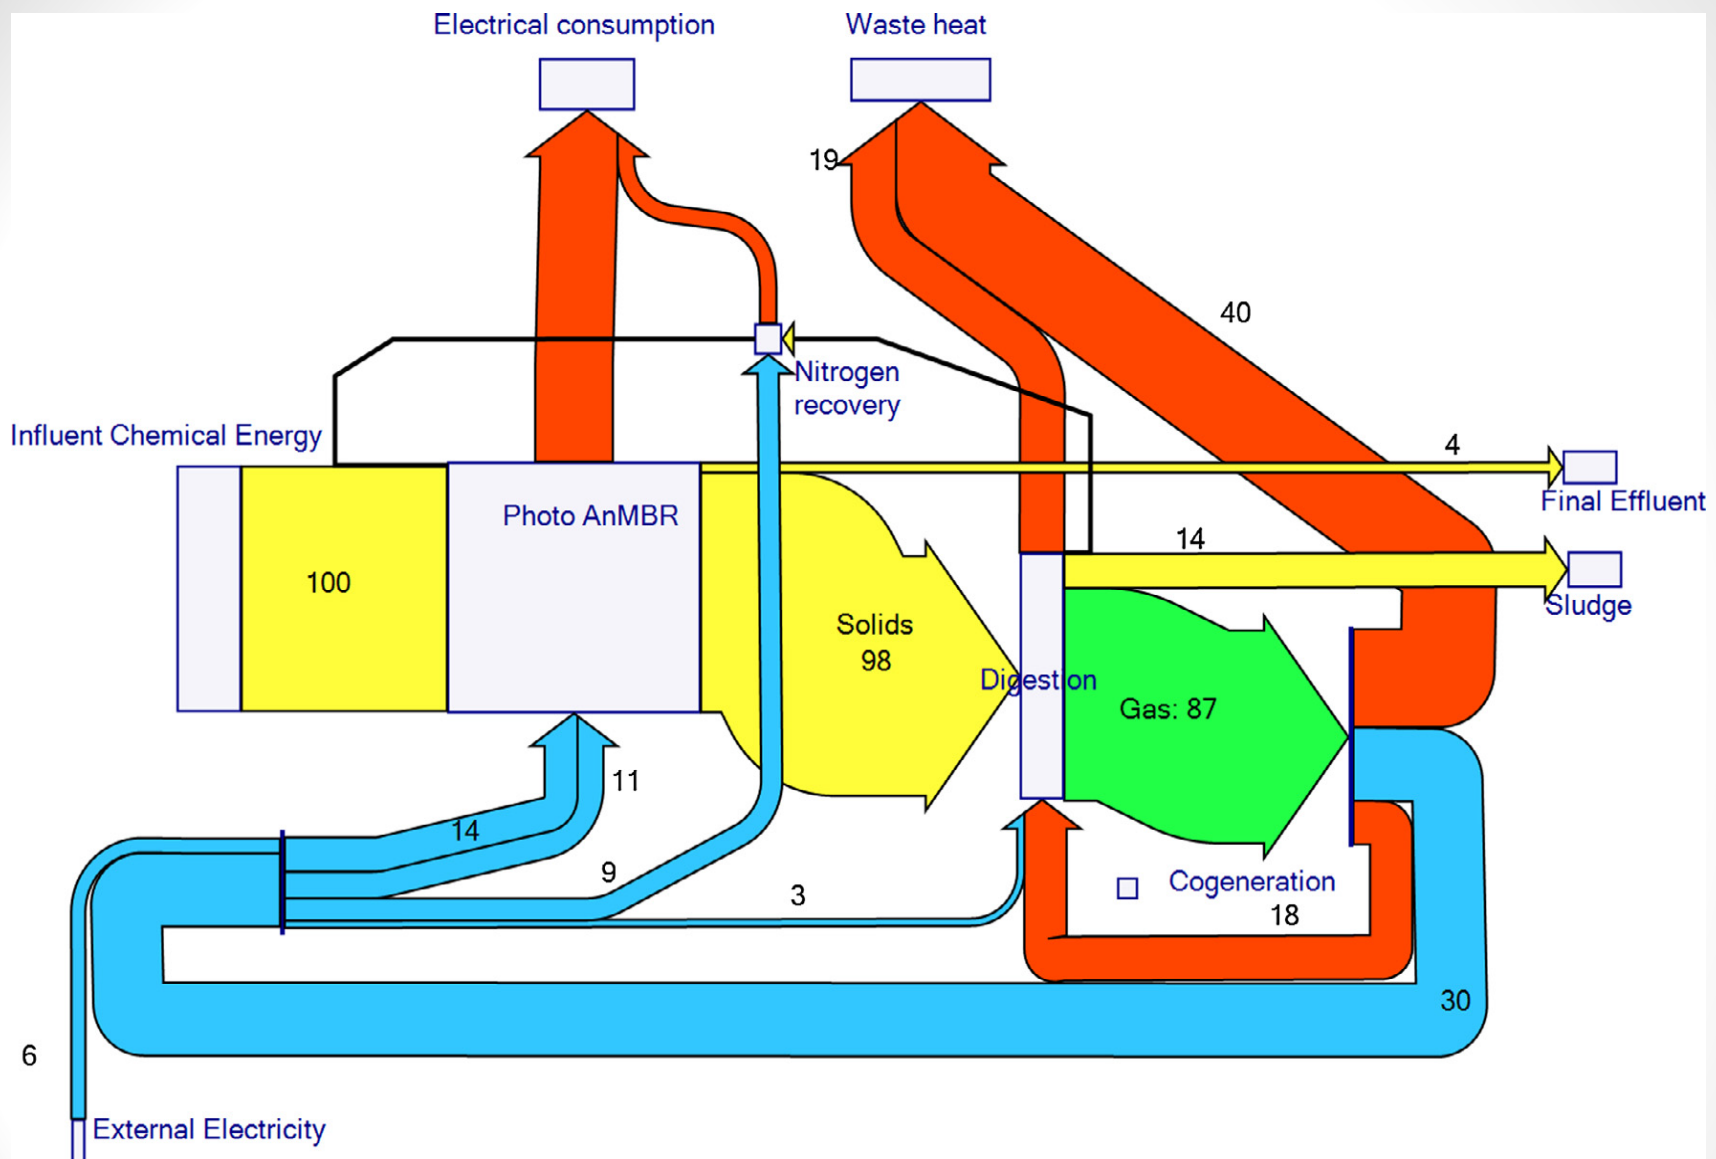 Electrical consumption
Waste heat
19
40
Nitrogen
recovery
Influent Chemical Energy
4
Final Effluent
Photo AnMBR
14
100
Solids
98
Sludge
Digestion
Gas: 87
11
14
9
3
Cogeneration
18
30
6
External Electricity